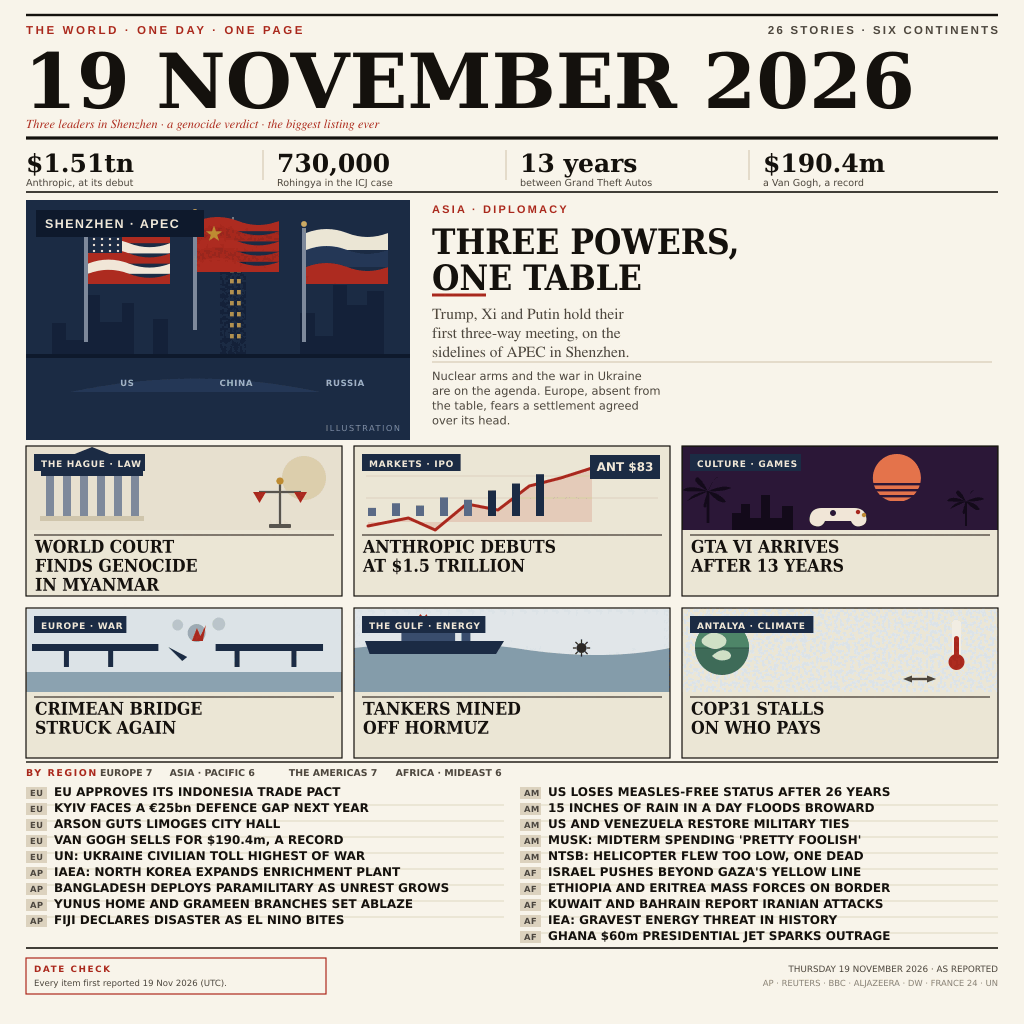 THE WORLD · ONE DAY · ONE PAGE
26 STORIES · SIX CONTINENTS
19 NOVEMBER 2026
Three leaders in Shenzhen · a genocide verdict · the biggest listing ever
$1.51tn
Anthropic, at its debut
730,000
Rohingya in the ICJ case
13 years
between Grand Theft Autos
$190.4m
a Van Gogh, a record
SHENZHEN · APEC
US
CHINA
RUSSIA
ILLUSTRATION
ASIA · DIPLOMACY
THREE POWERS,
ONE TABLE
Trump, Xi and Putin hold their
first three-way meeting, on the
sidelines of APEC in Shenzhen.
Nuclear arms and the war in Ukraine
are on the agenda. Europe, absent from
the table, fears a settlement agreed
over its head.
THE HAGUE · LAW
WORLD COURT
FINDS GENOCIDE
IN MYANMAR
MARKETS · IPO
ANT $83
ANTHROPIC DEBUTS
AT $1.5 TRILLION
CULTURE · GAMES
GTA VI ARRIVES
AFTER 13 YEARS
EUROPE · WAR
CRIMEAN BRIDGE
STRUCK AGAIN
THE GULF · ENERGY
TANKERS MINED
OFF HORMUZ
ANTALYA · CLIMATE
COP31 STALLS
ON WHO PAYS
BY REGION EUROPE 7 ASIA · PACIFIC 6 THE AMERICAS 7 AFRICA · MIDEAST 6
EU EU APPROVES ITS INDONESIA TRADE PACT
EU KYIV FACES A €25bn DEFENCE GAP NEXT YEAR
EU ARSON GUTS LIMOGES CITY HALL
EU VAN GOGH SELLS FOR $190.4m, A RECORD
EU UN: UKRAINE CIVILIAN TOLL HIGHEST OF WAR
AP IAEA: NORTH KOREA EXPANDS ENRICHMENT PLANT
AP BANGLADESH DEPLOYS PARAMILITARY AS UNREST GROWS
AP YUNUS HOME AND GRAMEEN BRANCHES SET ABLAZE
AP FIJI DECLARES DISASTER AS EL NINO BITES
AM US LOSES MEASLES-FREE STATUS AFTER 26 YEARS
AM 15 INCHES OF RAIN IN A DAY FLOODS BROWARD
AM US AND VENEZUELA RESTORE MILITARY TIES
AM MUSK: MIDTERM SPENDING 'PRETTY FOOLISH'
AM NTSB: HELICOPTER FLEW TOO LOW, ONE DEAD
AF ISRAEL PUSHES BEYOND GAZA'S YELLOW LINE
AF ETHIOPIA AND ERITREA MASS FORCES ON BORDER
AF KUWAIT AND BAHRAIN REPORT IRANIAN ATTACKS
AF IEA: GRAVEST ENERGY THREAT IN HISTORY
AF GHANA $60m PRESIDENTIAL JET SPARKS OUTRAGE
DATE CHECK
Every item first reported 19 Nov 2026 (UTC).
THURSDAY 19 NOVEMBER 2026 · AS REPORTED
AP · REUTERS · BBC · ALJAZEERA · DW · FRANCE 24 · UN